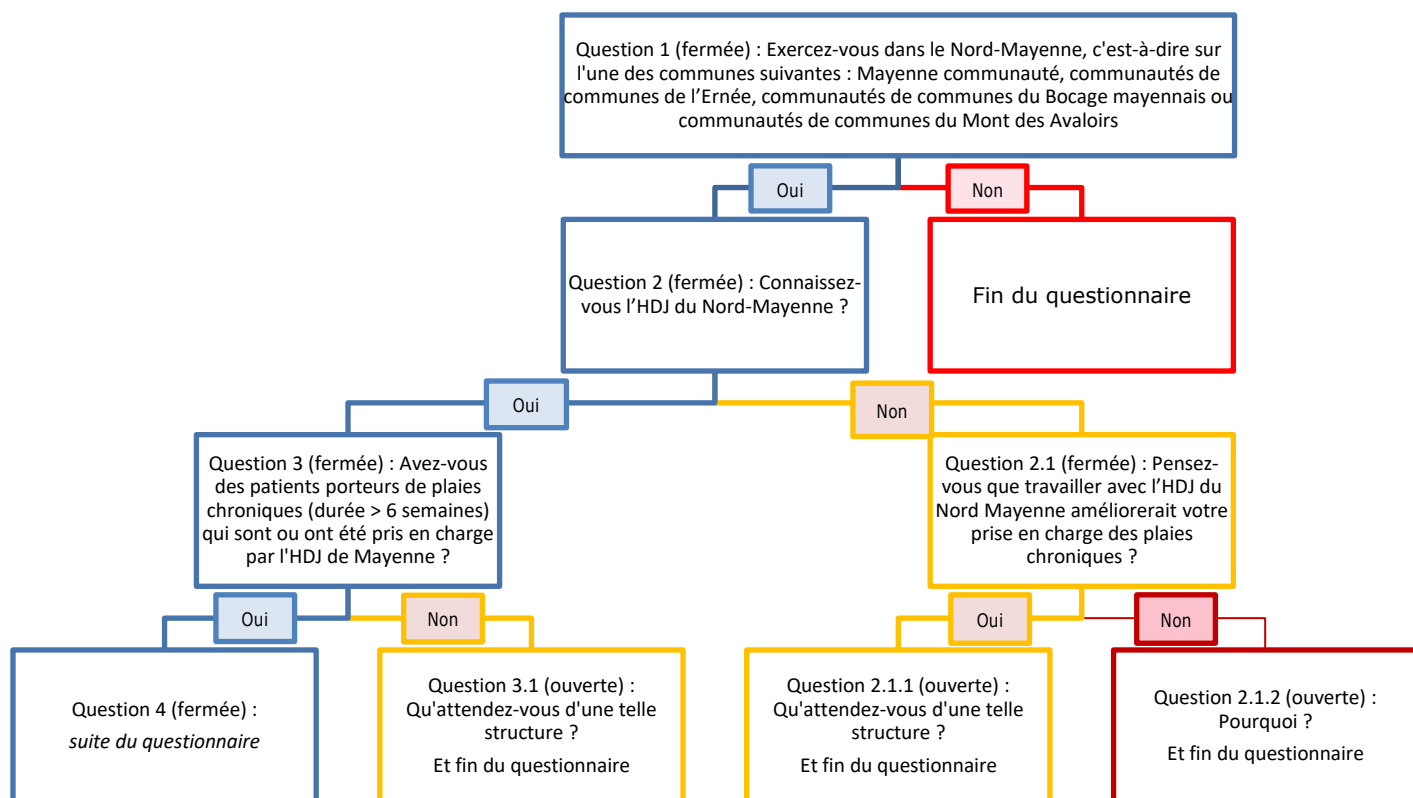 Question 1 (fermée) : Exercez-vous dans le Nord-Mayenne, c'est-à-dire sur
l'une des communes suivantes : Mayenne communauté, communautés de
communes de l’Ernée, communautés de communes du Bocage mayennais ou
communautés de communes du Mont des Avaloirs
Oui
Non
Question 2 (fermée) : Connaissez-
vous l’HDJ du Nord-Mayenne ?
Fin du questionnaire
Oui
Non
Question 3 (fermée) : Avez-vous
des patients porteurs de plaies
chroniques (durée > 6 semaines)
qui sont ou ont été pris en charge
par l'HDJ de Mayenne ?
Question 2.1 (fermée) : Pensez-
vous que travailler avec l’HDJ du
Nord Mayenne améliorerait votre
prise en charge des plaies
chroniques ?
Oui
Non
Oui
Non
Question 4 (fermée) :
suite du questionnaire
Question 3.1 (ouverte) :
Qu'attendez-vous d'une telle
structure ?
Et fin du questionnaire
Question 2.1.1 (ouverte) :
Qu'attendez-vous d'une telle
structure ?
Et fin du questionnaire
Question 2.1.2 (ouverte) :
Pourquoi ?
Et fin du questionnaire